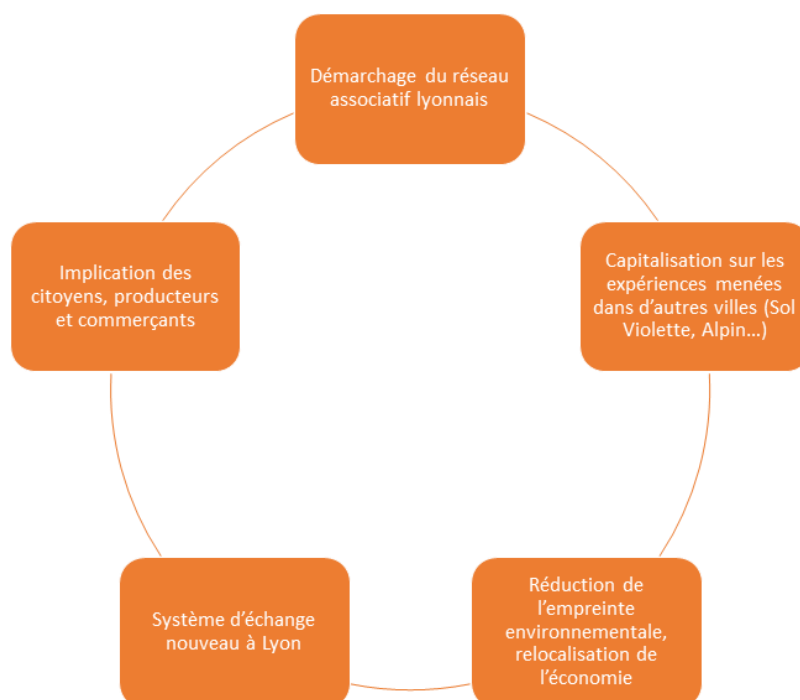 Démarchage du réseau
associatif lyonnais
Capitalisation sur les
expériences menées
dans d'autres villes (Sol
Violette, Alpin…)
Réduction de
l'empreinte
environnementale,
relocalisation de
l'économie
Système d'échange
nouveau à Lyon
Implication des
citoyens, producteurs
et commerçants